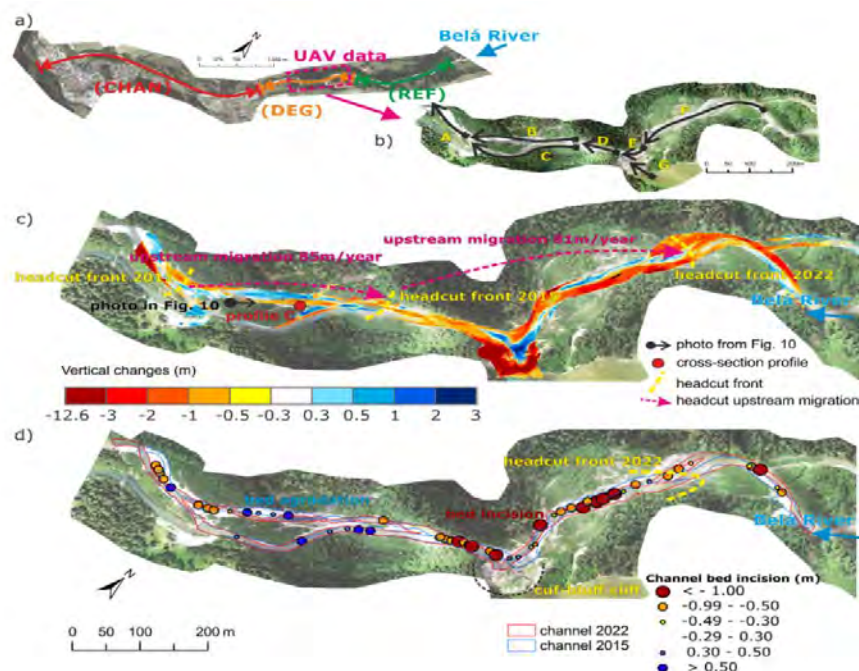 a)
Belá River
UAV data
(CHAN)
(DEG)
(REF)
b)
A
B
C
D
E
F
G
200m
c)
upstream migration 85m/year
upstream migration 81m/year
headcut front
headcut front 2022
photo in Fig. 10
profile C
Belá River
Vertical changes (m)
-12.6 -3 -2 -1 -0.5 -0.3 0.3 0.5 1 2 3
photo from Fig. 10
cross-section profile
headcut front
headcut upstream migration
d)
headcut front 2022
bed agradation
bed incision
Belá River
cut-bluff cliff
N
0 100 200 m
channel 2022
channel 2015
Channel bed incision (m)
< - 1.00
-0.99 - -0.50
-0.49 - -0.30
-0.29 - 0.30
0.30 - 0.50
> 0.50